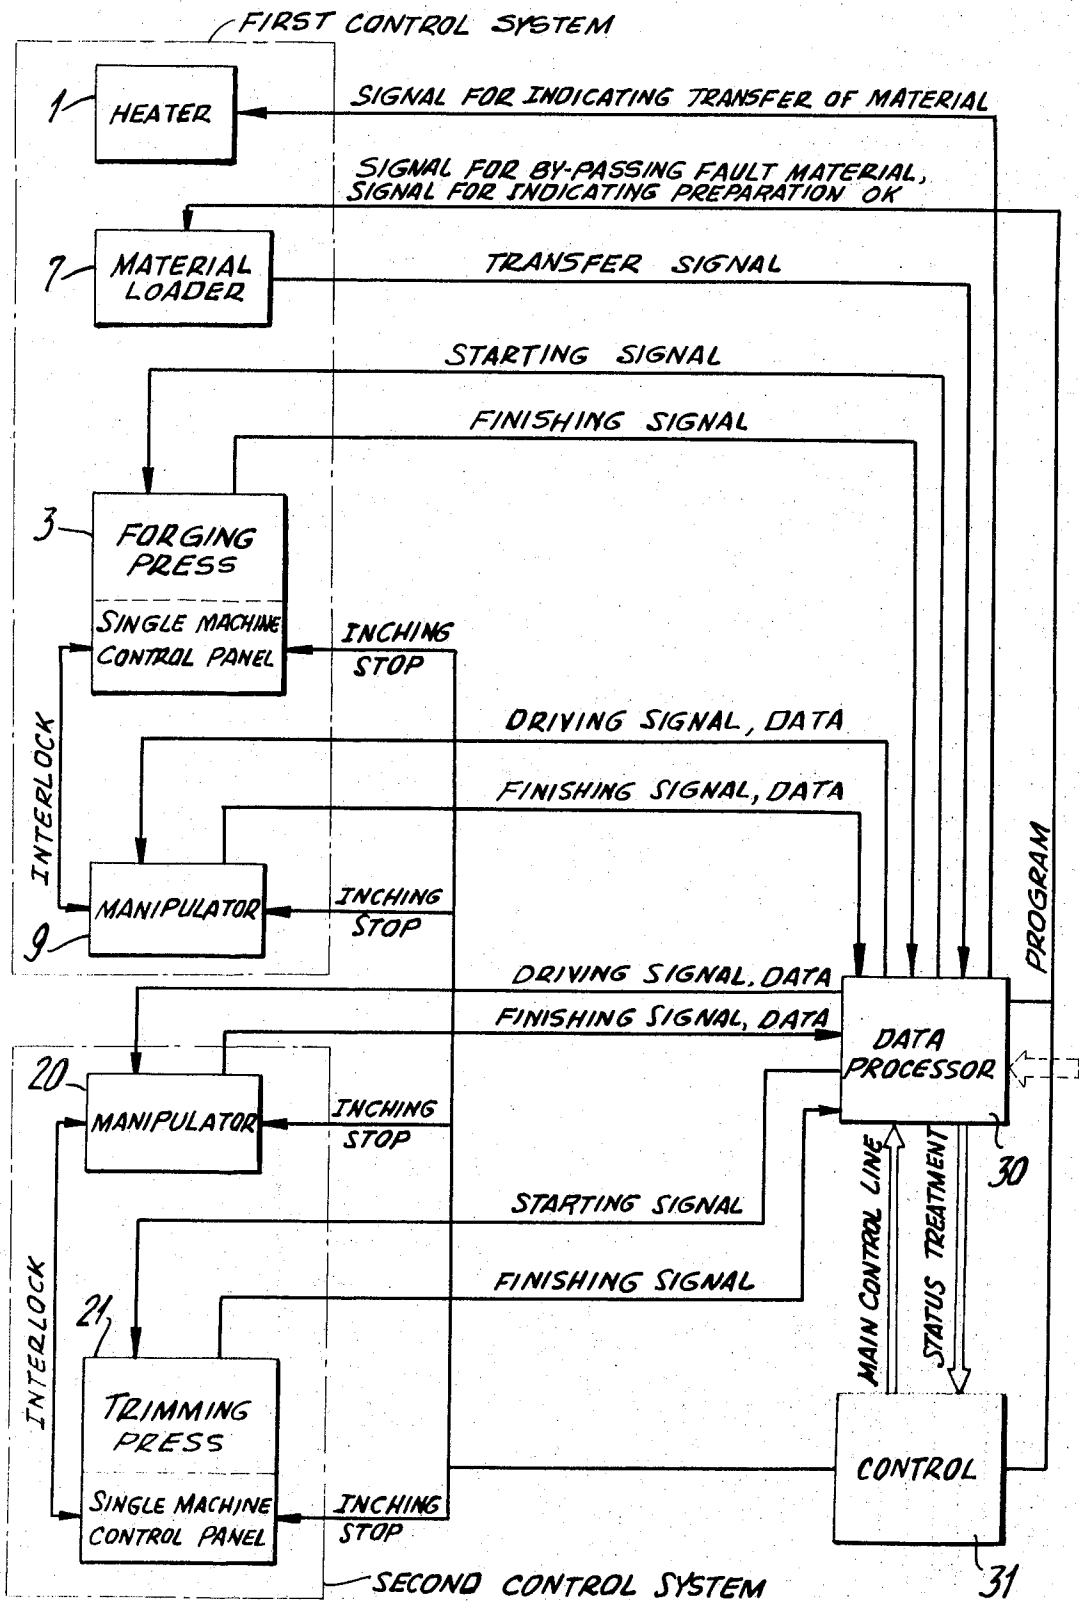 FIRST CONTROL SYSTEM
1
HEATER
SIGNAL FOR INDICATING TRANSFER OF MATERIAL
SIGNAL FOR BY-PASSING FAULT MATERIAL,
SIGNAL FOR INDICATING PREPARATION OK
7
MATERIAL
LOADER
TRANSFER SIGNAL
STARTING SIGNAL
FINISHING SIGNAL
3
FORGING
PRESS
SINGLE MACHINE
CONTROL PANEL
INCHING
STOP
INTERLOCK
DRIVING SIGNAL, DATA
FINISHING SIGNAL, DATA
MANIPULATOR
9
INCHING
STOP
PROGRAM
DRIVING SIGNAL, DATA
FINISHING SIGNAL, DATA
DATA
PROCESSOR
30
20
MANIPULATOR
INCHING
STOP
MAIN CONTROL LINE
STATUS TREATMENT
STARTING SIGNAL
FINISHING SIGNAL
INTERLOCK
21
TRIMMING
PRESS
SINGLE MACHINE
CONTROL PANEL
INCHING
STOP
CONTROL
31
SECOND CONTROL SYSTEM